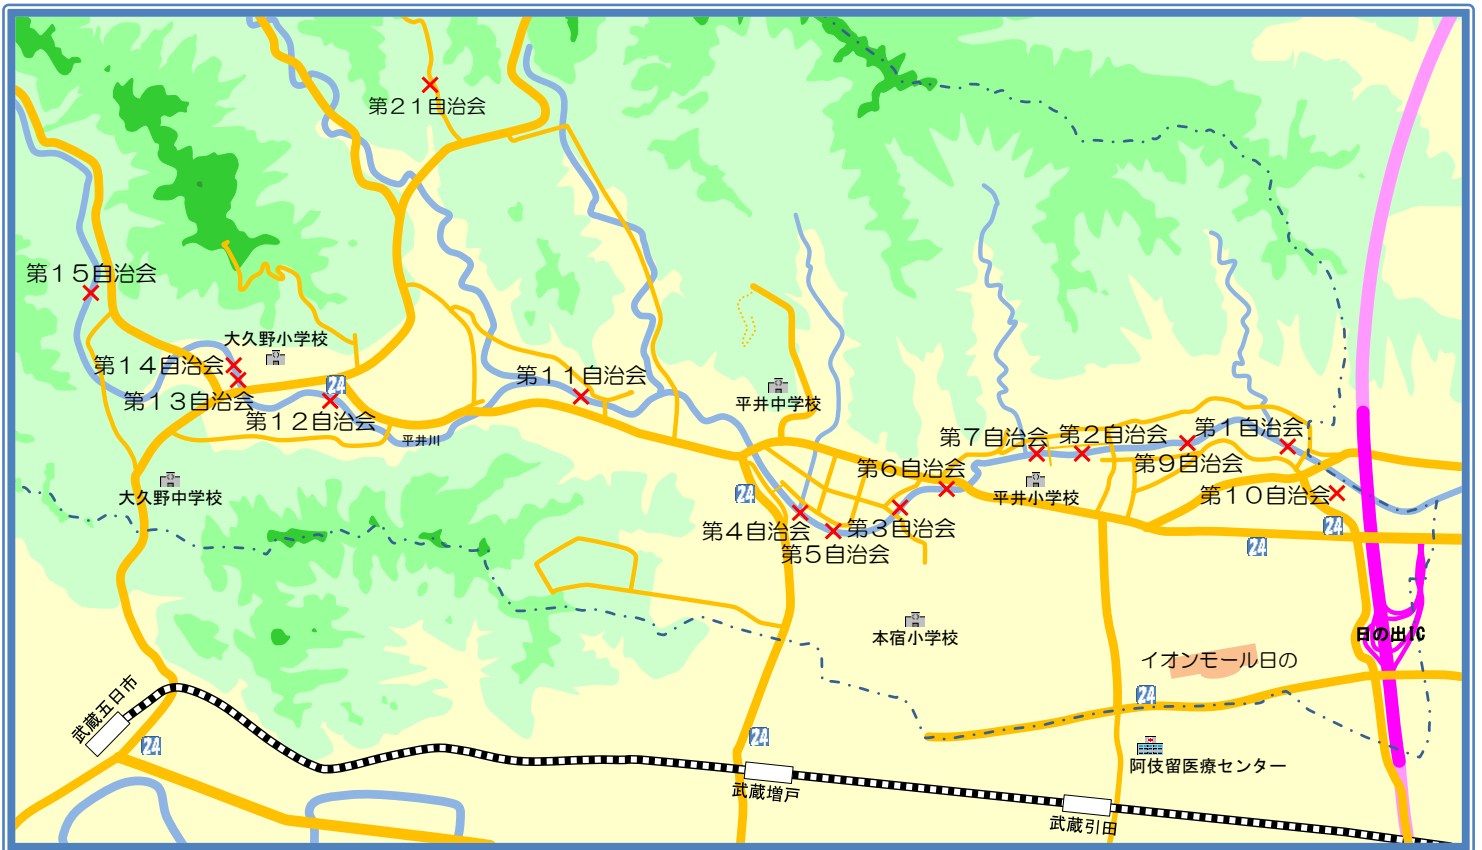 第２１自治会
第１５自治会
大久野小学校
第１４自治会
第１３自治会
24
第１２自治会
第１１自治会
平井川
平井中学校
大久野中学校
第７自治会
第２自治会
第１自治会
第６自治会
第９自治会
平井小学校
第１０自治会
24
第４自治会
第３自治会
第５自治会
24
24
本宿小学校
日の出IC
イオンモール日の
24
武蔵五日市
24
24
阿伎留医療センター
武蔵増戸
武蔵引田